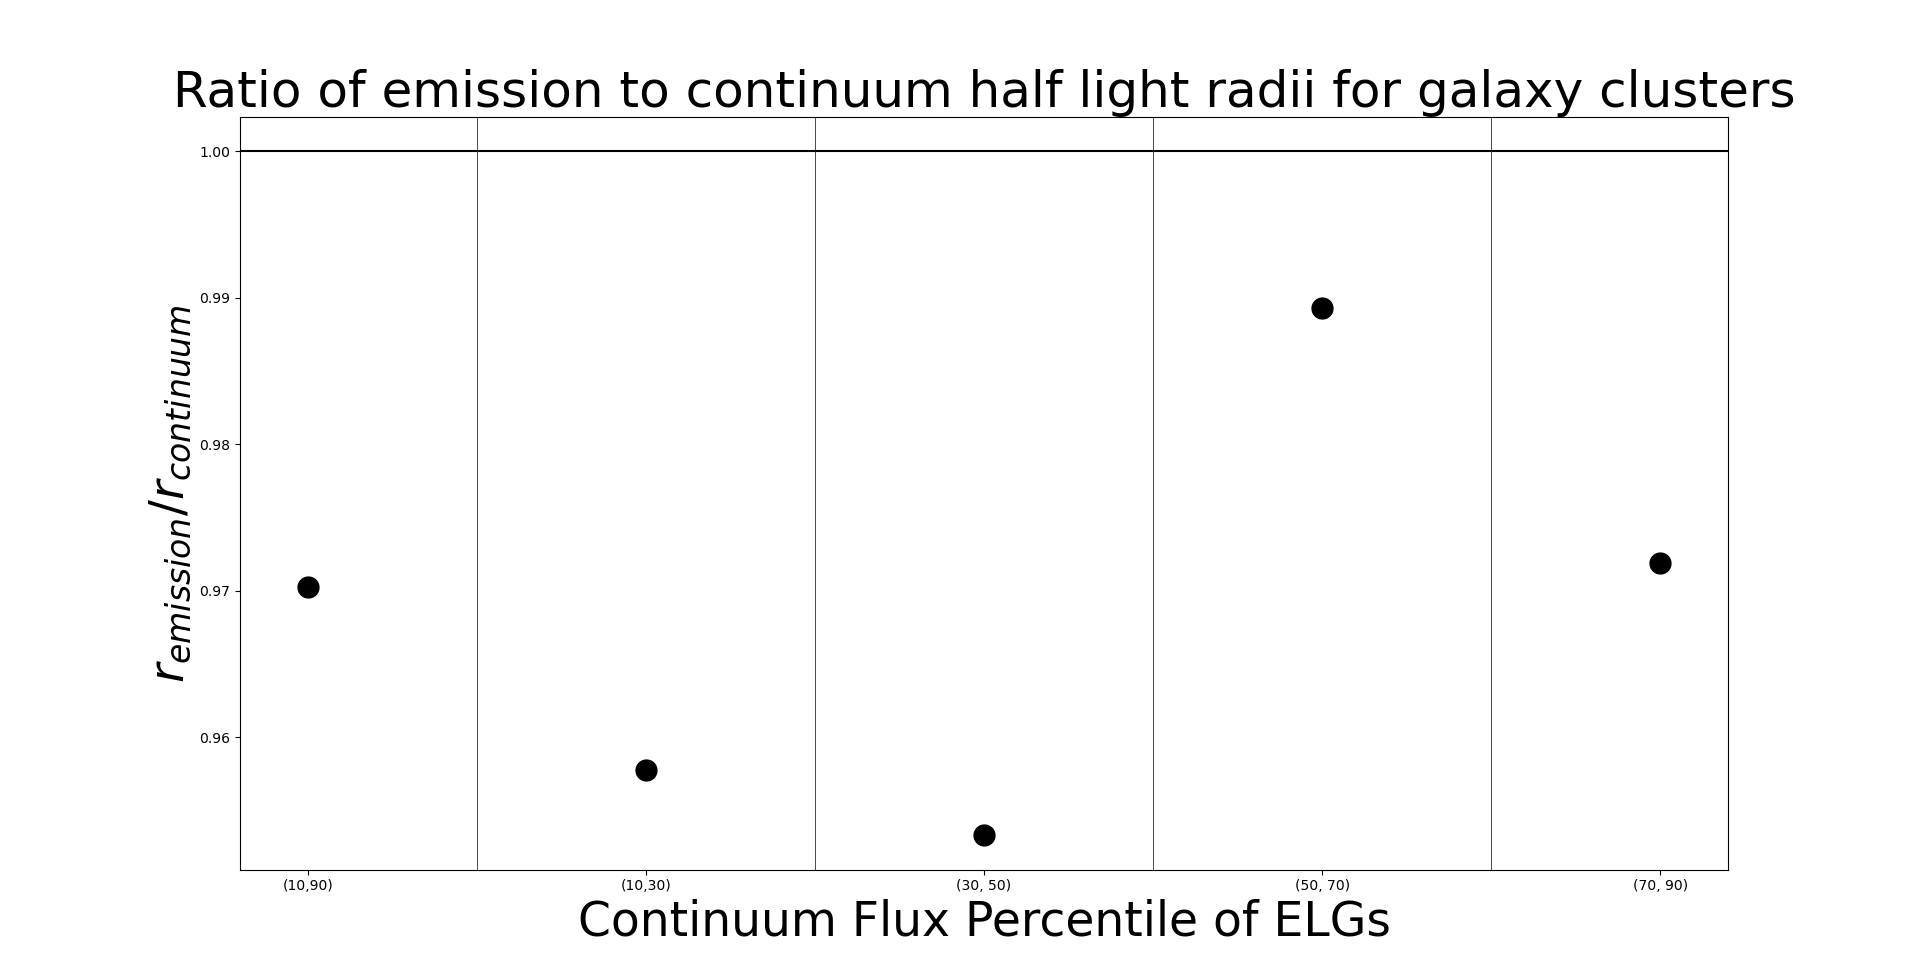 Ratio of emission to continuum half light radii for galaxy clusters
1.00
0.99
0.98
0.97
0.96
r_emission/r_continuum
(10,90) (10,30) (30, 50) (50, 70) (70, 90)
Continuum Flux Percentile of ELGs